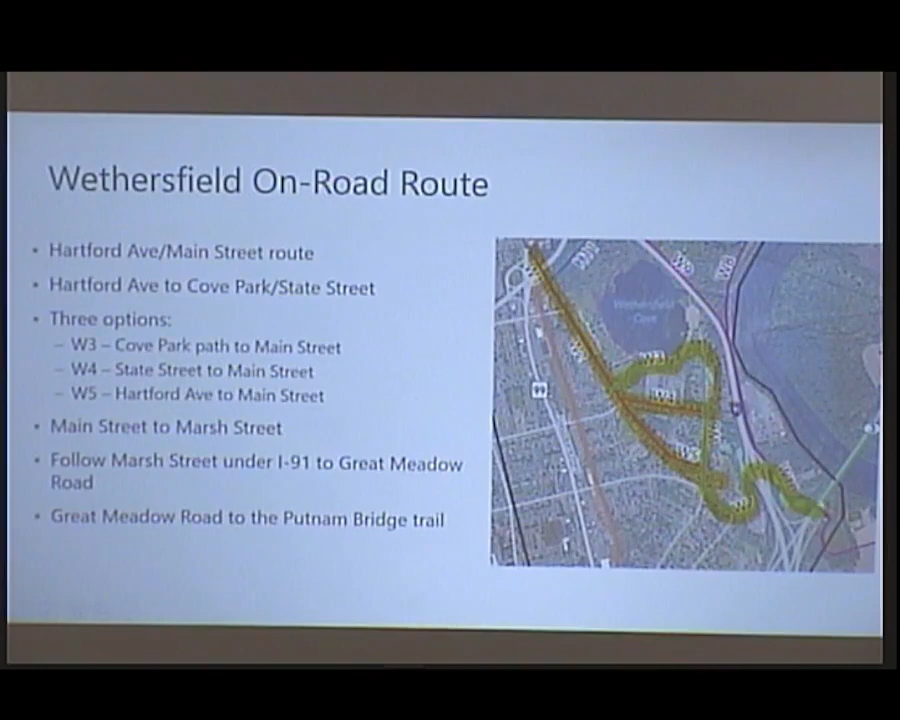 Wethersfield On-Road Route
• Hartford Ave/Main Street route
• Hartford Ave to Cove Park/State Street
• Three options:
– W3 – Cove Park path to Main Street
– W4 – State Street to Main Street
– W5 – Hartford Ave to Main Street
• Main Street to Marsh Street
• Follow Marsh Street under I-91 to Great Meadow
Road
• Great Meadow Road to the Putnam Bridge trail
Wethersfield
Cove
99